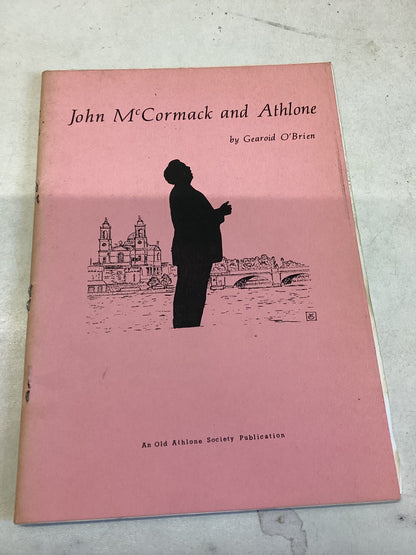 John McCormack and Athlone
by Gearoid O'Brien
An Old Athlone Society Publication